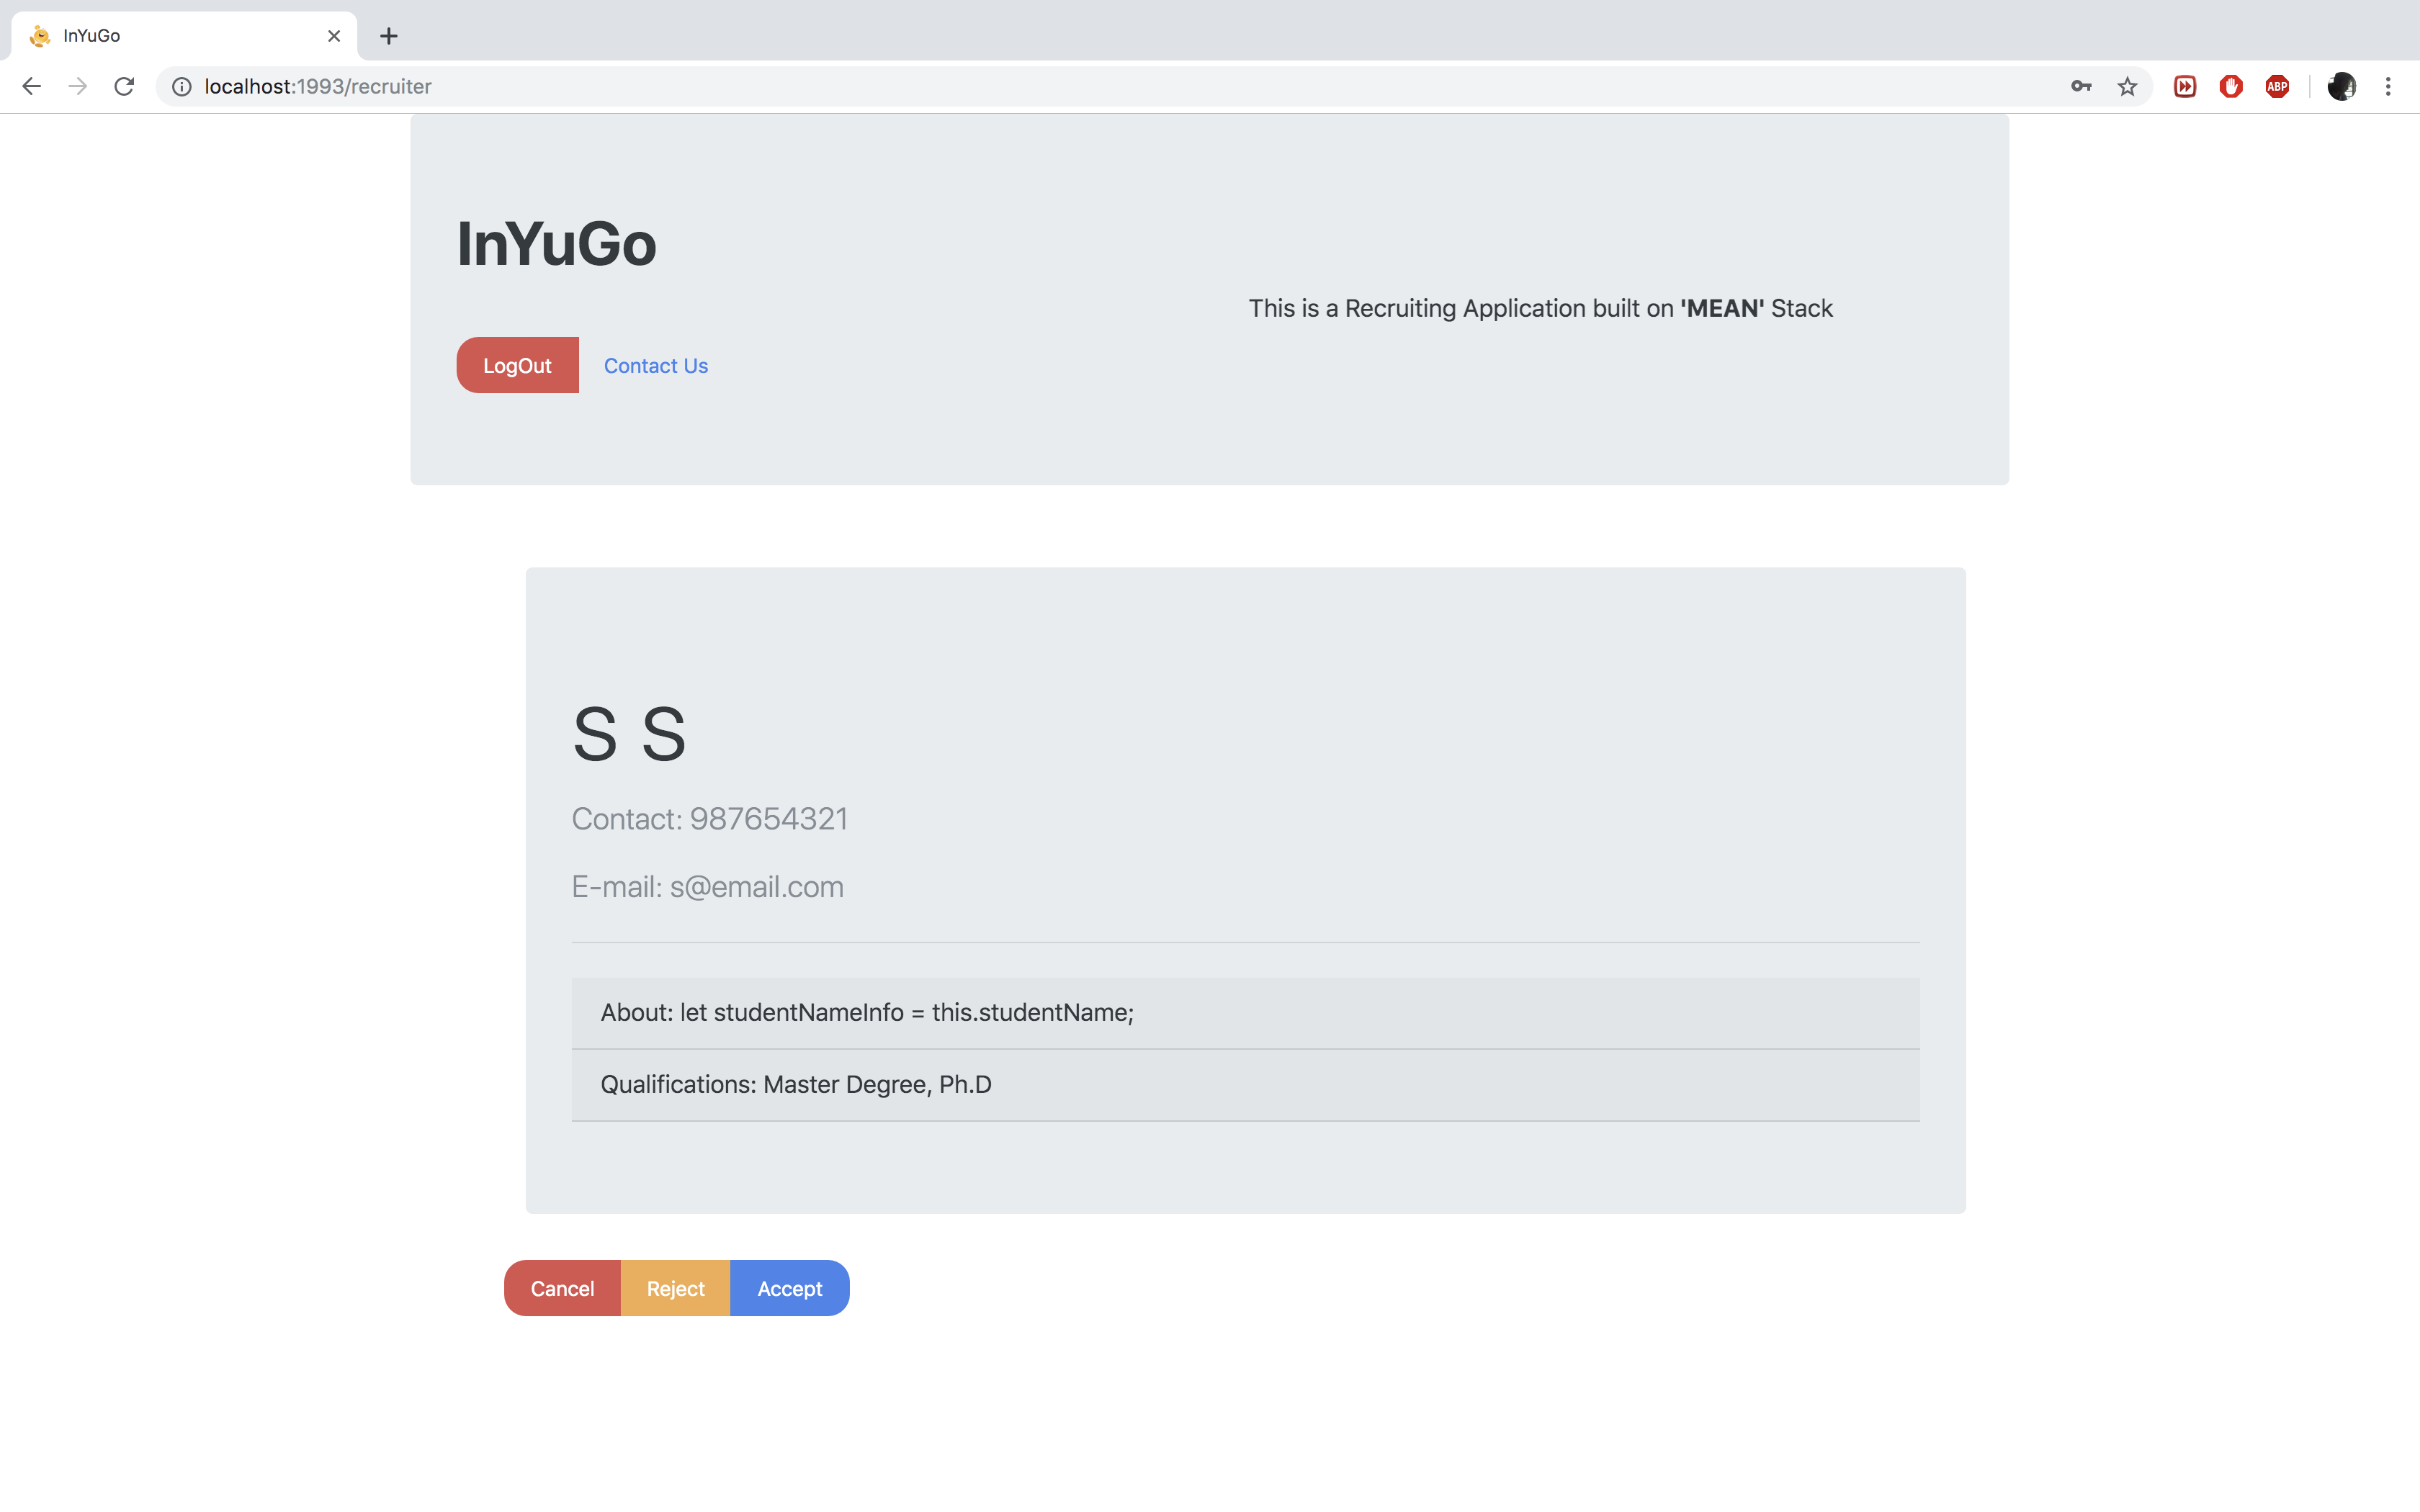 InYuGo
localhost:1993/recruiter
ABP
InYuGo
This is a Recruiting Application built on 'MEAN' Stack
LogOut Contact Us
S S
Contact: 987654321
E-mail: s@email.com
About: let studentNameInfo = this.studentName;
Qualifications: Master Degree, Ph.D
Cancel Reject Accept